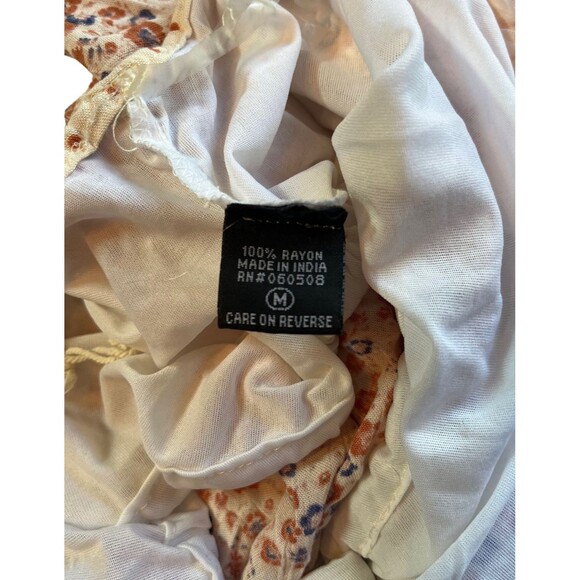 100% RAYON
MADE IN INDIA
RN#060508
M
CARE ON REVERSE